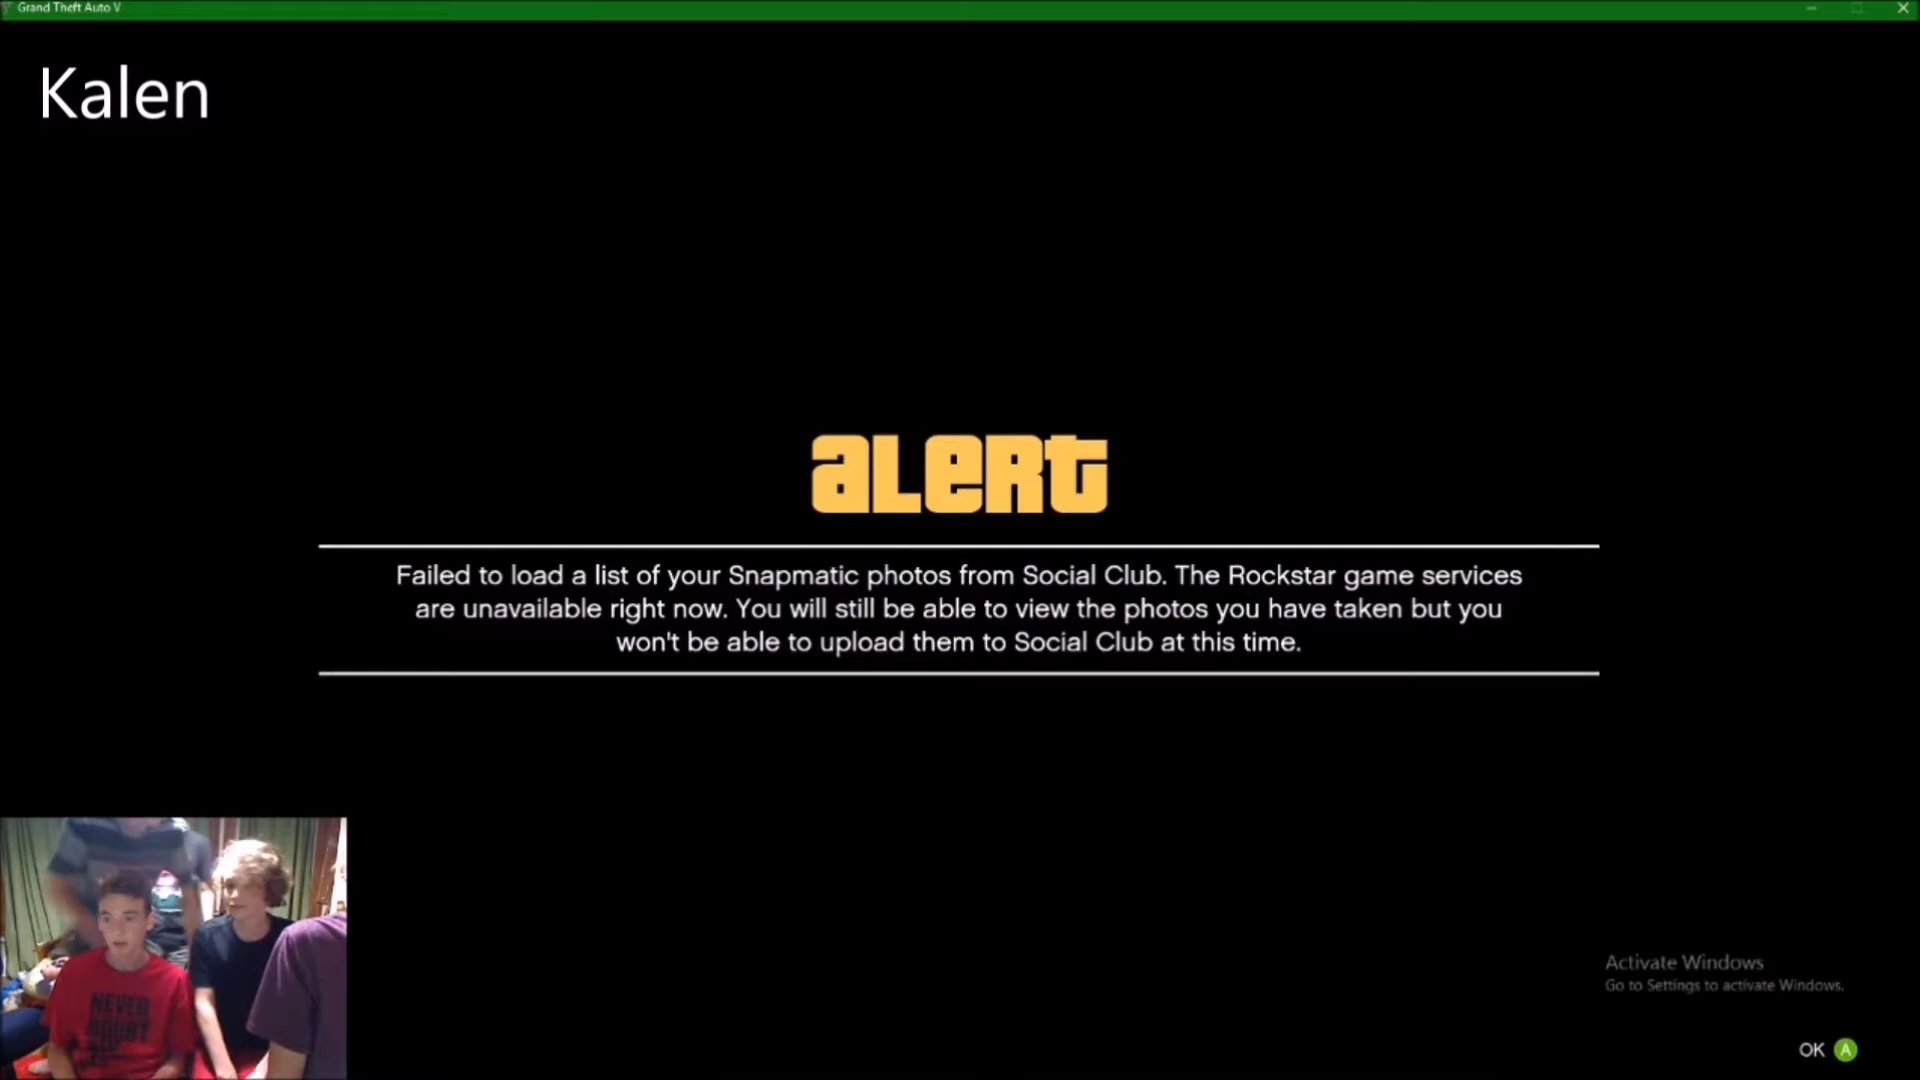 Grand Theft Auto V
Kalen
aLeRt
Failed to load a list of your Snapmatic photos from Social Club. The Rockstar game services
are unavailable right now. You will still be able to view the photos you have taken but you
won't be able to upload them to Social Club at this time.
NEVER
DOUBT
Activate Windows
Go to Settings to activate Windows.
OK A